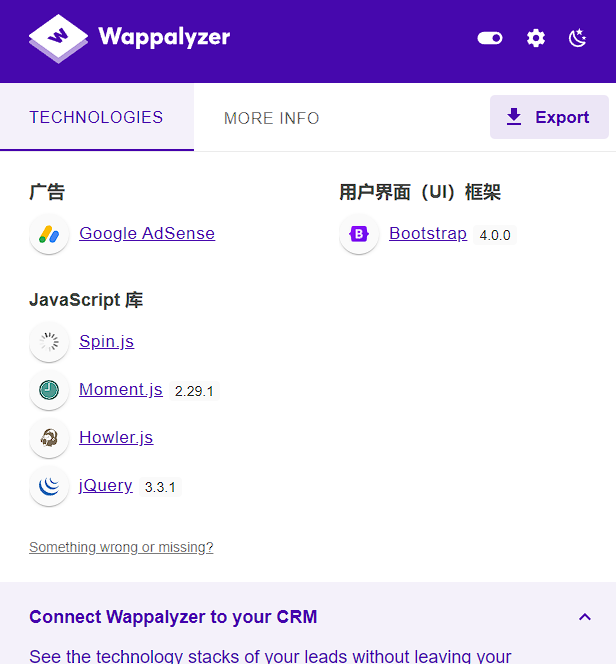 Wappalyzer
TECHNOLOGIES
MORE INFO
Export
广告
Google AdSense
用户界面（UI）框架
Bootstrap 4.0.0
JavaScript 库
Spin.js
Moment.js 2.29.1
Howler.js
jQuery 3.3.1
Something wrong or missing?
Connect Wappalyzer to your CRM
See the technology stacks of your leads without leaving your